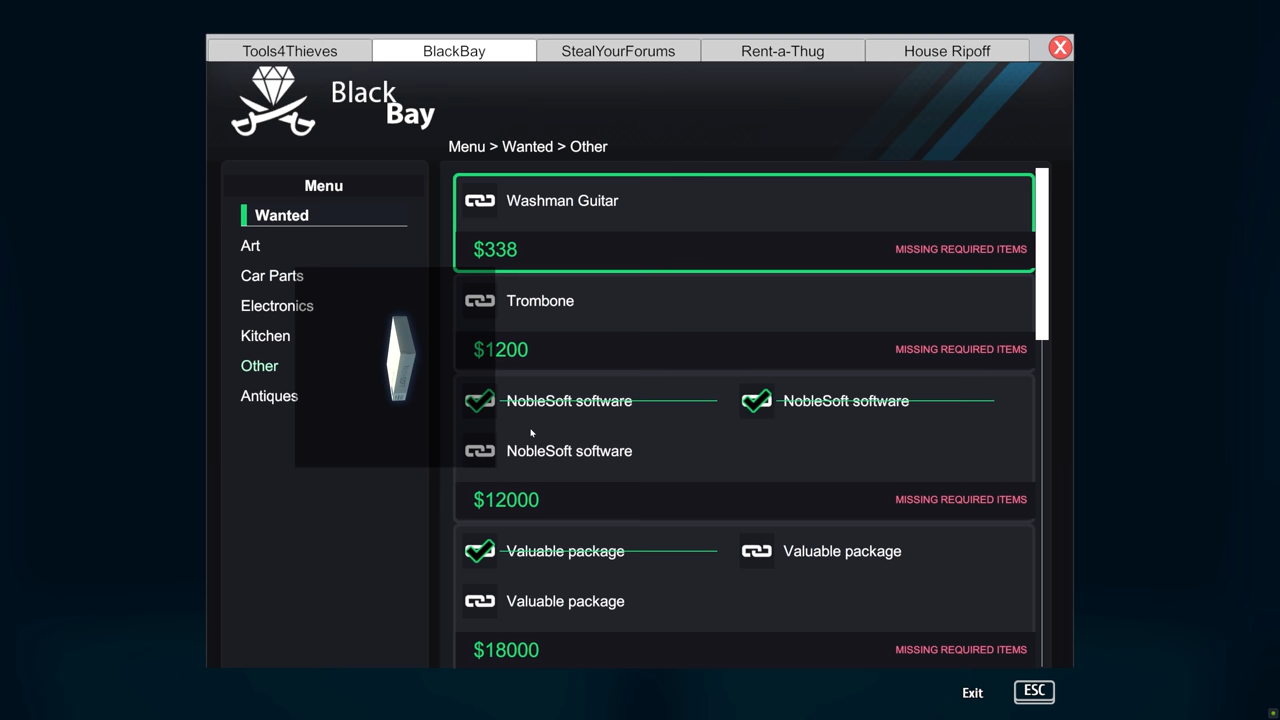 Tools4Thieves
BlackBay
StealYourForums
Rent-a-Thug
House Ripoff
X
Black
Bay
Menu > Wanted > Other
Menu
Wanted
Art
Car Parts
Electronics
Kitchen
Other
Antiques
Washman Guitar
$338
MISSING REQUIRED ITEMS
Trombone
$1200
MISSING REQUIRED ITEMS
NobleSoft software
NobleSoft software
NobleSoft software
$12000
MISSING REQUIRED ITEMS
Valuable package
Valuable package
Valuable package
$18000
MISSING REQUIRED ITEMS
Exit
ESC